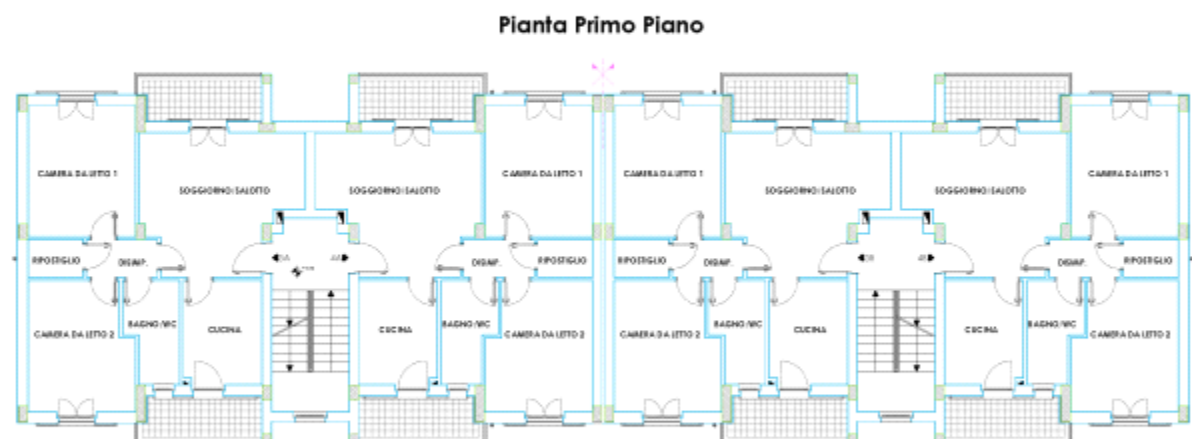 Pianta Primo Piano
CAMERA DA LETTO 1
SOGGIORNO/SALOTTO
SOGGIORNO/SALOTTO
CAMERA DA LETTO 1
CAMERA DA LETTO 1
SOGGIORNO/SALOTTO
SOGGIORNO/SALOTTO
CAMERA DA LETTO 1
RIPOSTIGLIO
DISIMP.
DISIMP.
RIPOSTIGLIO
RIPOSTIGLIO
DISIMP.
DISIMP.
RIPOSTIGLIO
CAMERA DA LETTO 2
BAGNO/WC
CUCINA
CUCINA
BAGNO/WC
CAMERA DA LETTO 2
CAMERA DA LETTO 2
BAGNO/WC
CUCINA
CUCINA
BAGNO/WC
CAMERA DA LETTO 2